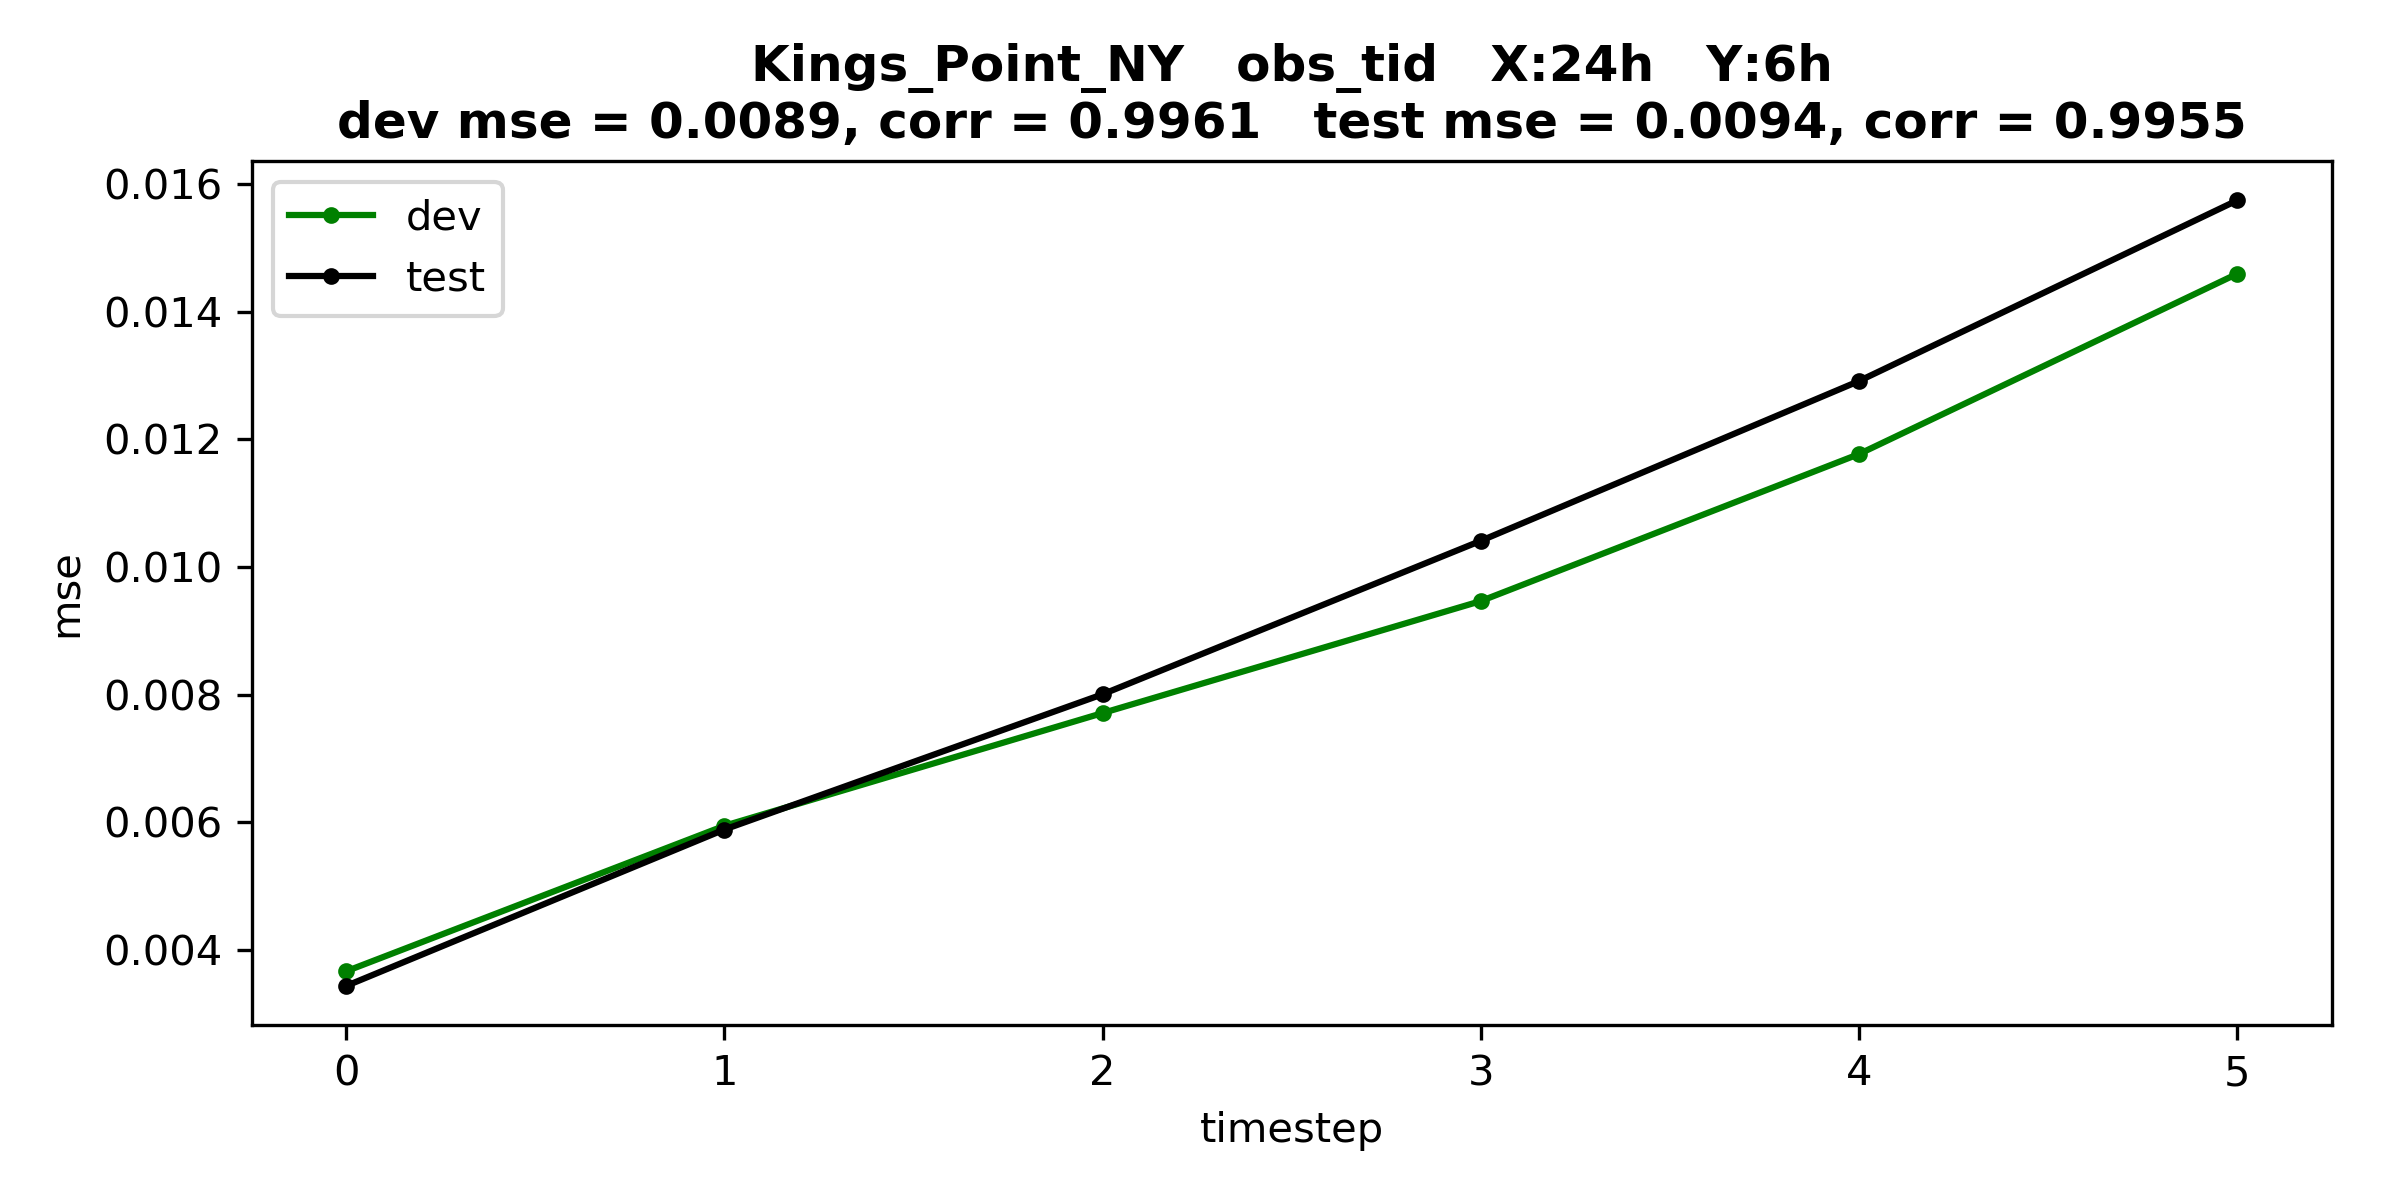 Kings_Point_NY   obs_tid   X:24h   Y:6h
dev mse = 0.0089, corr = 0.9961   test mse = 0.0094, corr = 0.9955
dev
test
0.016
0.014
0.012
0.010
0.008
0.006
0.004
mse
0 1 2 3 4 5
timestep